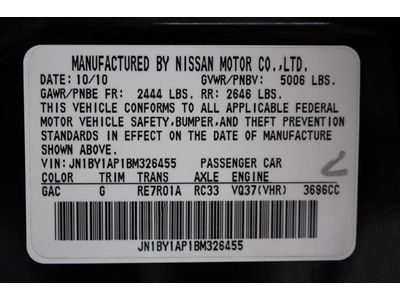 MANUFACTURED BY NISSAN MOTOR CO.,LTD.
DATE: 10/10 GVWR/PNBV: 5006 LBS.
GAWR/PNBE FR: 2444 LBS. RR: 2646 LBS.
THIS VEHICLE CONFORMS TO ALL APPLICABLE FEDERAL
MOTOR VEHICLE SAFETY,BUMPER,AND THEFT PREVENTION
STANDARDS IN EFFECT ON THE DATE OF MANUFACTURE
SHOWN ABOVE.
VIN: JN1BY1AP1BM326455 PASSENGER CAR
COLOR TRIM TRANS AXLE ENGINE
GAC G RE7R01A RC33 VQ37(VHR) 3696CC
JN1BY1AP1BM326455